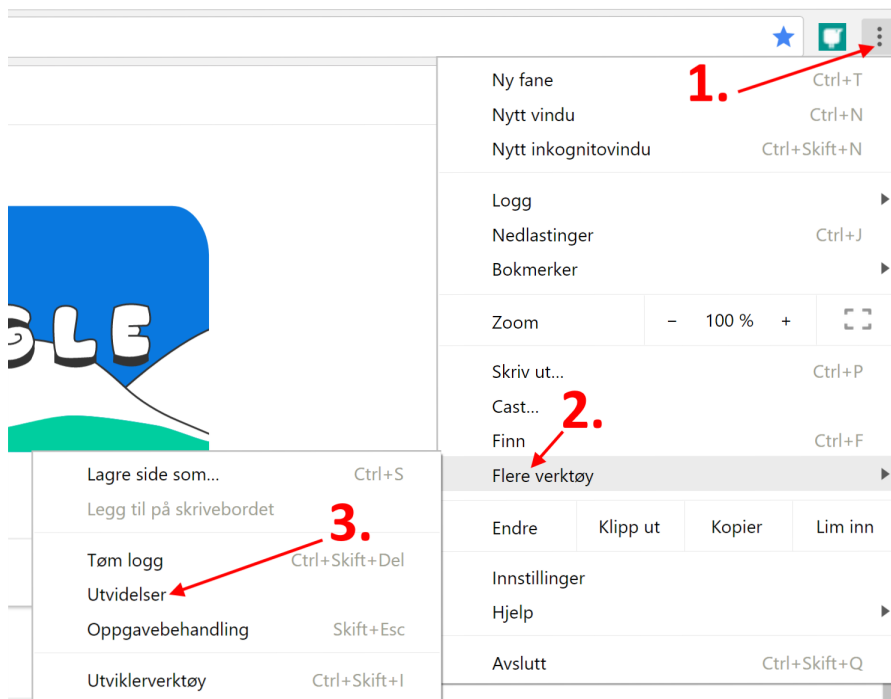 1.
Ny fane Ctrl+T
Nytt vindu Ctrl+N
Nytt inkognitovindu Ctrl+Skift+N
Logg
Nedlastinger Ctrl+J
Bokmerker
Zoom − 100 % +
Skriv ut... Ctrl+P
Cast...
2.
Finn Ctrl+F
Flere verktøy
Endre Klipp ut Kopier Lim inn
Innstillinger
Hjelp
Avslutt Ctrl+Skift+Q
GLE
Lagre side som... Ctrl+S
Legg til på skrivebordet
3.
Tøm logg Ctrl+Skift+Del
Utvidelser
Oppgavebehandling Skift+Esc
Utviklerverktøy Ctrl+Skift+I